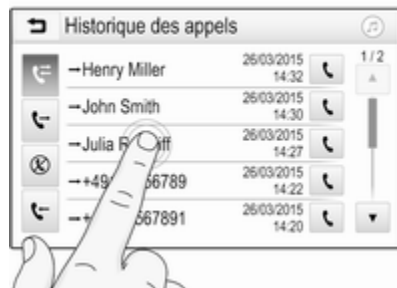 Historique des appels
Henry Miller 26/03/2015 14:32
1/2
John Smith 26/03/2015 14:30
Julia 26/03/2015 14:27
26/03/2015 14:22
26/03/2015 14:20